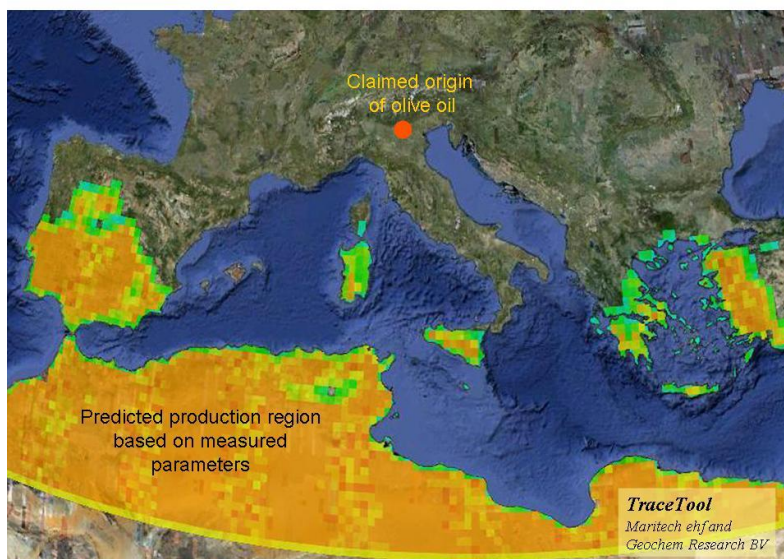 Claimed origin
of olive oil
Predicted production region
based on measured
parameters
TraceTool
Maritech ehf and
Geochem Research BV